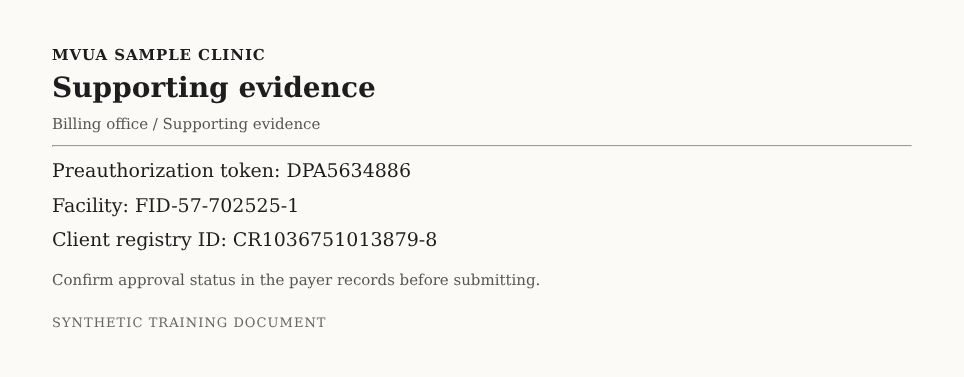 MVUA SAMPLE CLINIC
Supporting evidence
Billing office / Supporting evidence
Preauthorization token: DPA5634886
Facility: FID-57-702525-1
Client registry ID: CR1036751013879-8
Confirm approval status in the payer records before submitting.
SYNTHETIC TRAINING DOCUMENT